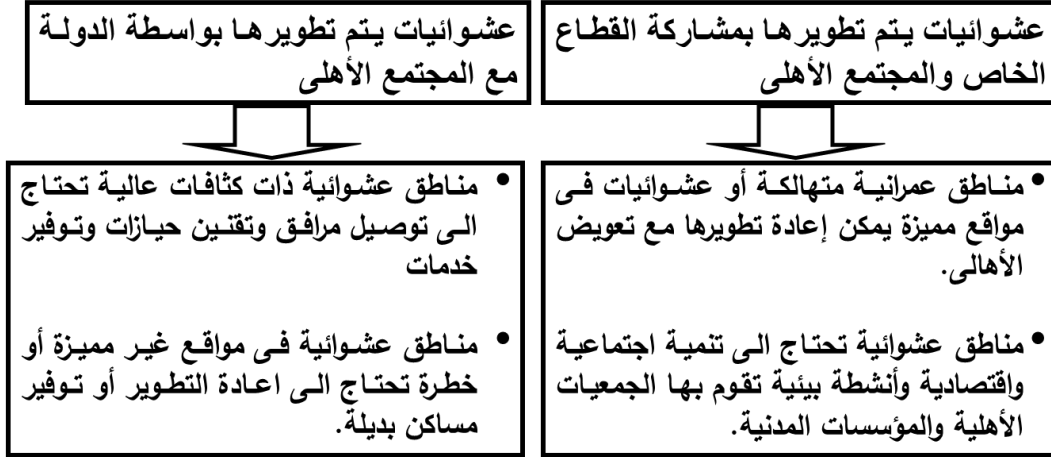 عشوائيات يتم تطويرها بمشاركة القطاع
الخاص والمجتمع الأهلى
• مناطق عمرانية متهالكة أو عشوائيات فى
مواقع مميزة يمكن إعادة تطويرها مع تعويض
الأهالى.
• مناطق عشوائية تحتاج الى تنمية اجتماعية
واقتصادية وأنشطة بيئية تقوم بها الجمعيات
الأهلية والمؤسسات المدنية.
عشوائيات يتم تطويرها بواسطة الدولة
مع المجتمع الأهلى
• مناطق عشوائية ذات كثافات عالية تحتاج
الى توصيل مرافق وتقنين حيازات وتوفير
خدمات
• مناطق عشوائية فى مواقع غير مميزة أو
خطرة تحتاج الى اعادة التطوير أو توفير
مساكن بديلة.